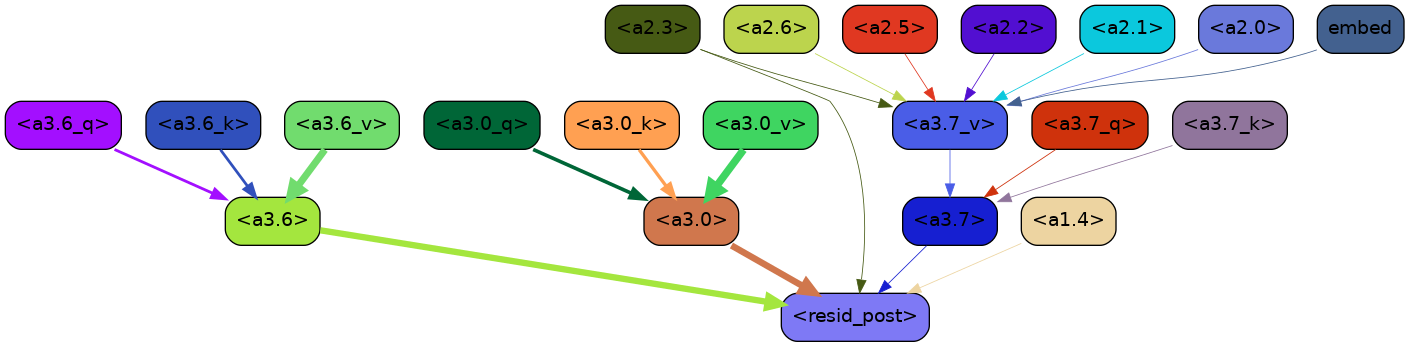 <a2.3> <a2.6> <a2.5> <a2.2> <a2.1> <a2.0> embed
<a3.6_q> <a3.6_k> <a3.6_v> <a3.0_q> <a3.0_k> <a3.0_v> <a3.7_v> <a3.7_q> <a3.7_k>
<a3.6> <a3.0> <a3.7> <a1.4>
<resid_post>